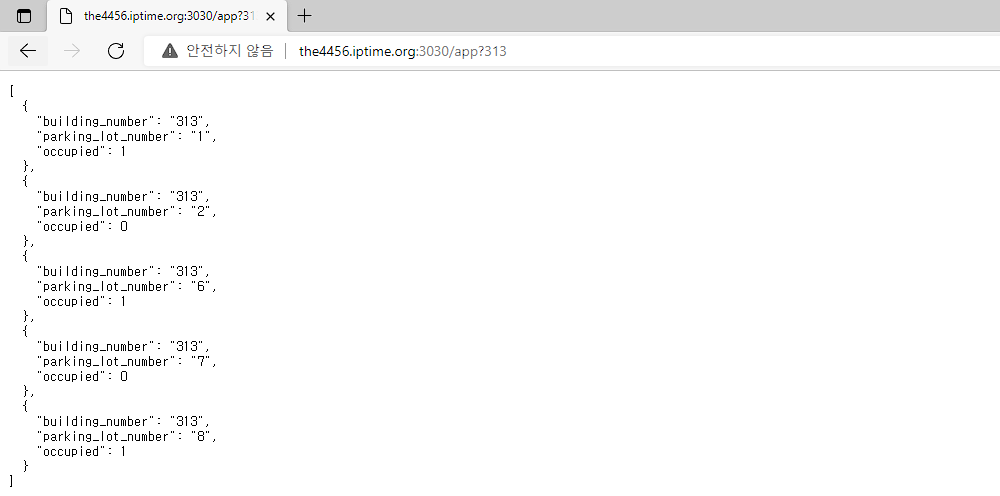 the4456.iptime.org:3030/app?31
안전하지 않음 the4456.iptime.org:3030/app?313
[
  {
    "building_number": "313",
    "parking_lot_number": "1",
    "occupied": 1
  },
  {
    "building_number": "313",
    "parking_lot_number": "2",
    "occupied": 0
  },
  {
    "building_number": "313",
    "parking_lot_number": "6",
    "occupied": 1
  },
  {
    "building_number": "313",
    "parking_lot_number": "7",
    "occupied": 0
  },
  {
    "building_number": "313",
    "parking_lot_number": "8",
    "occupied": 1
  }
]